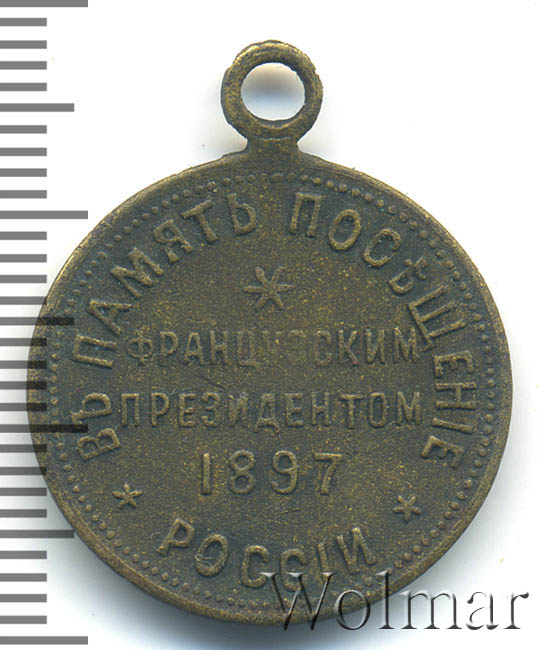 ВЪ ПАМЯТЬ ПОСѢЩЕНІЕ
ФРАНЦУЗСКИМ
ПРЕЗИДЕНТОМ
1897
РОССІИ
Wolmar